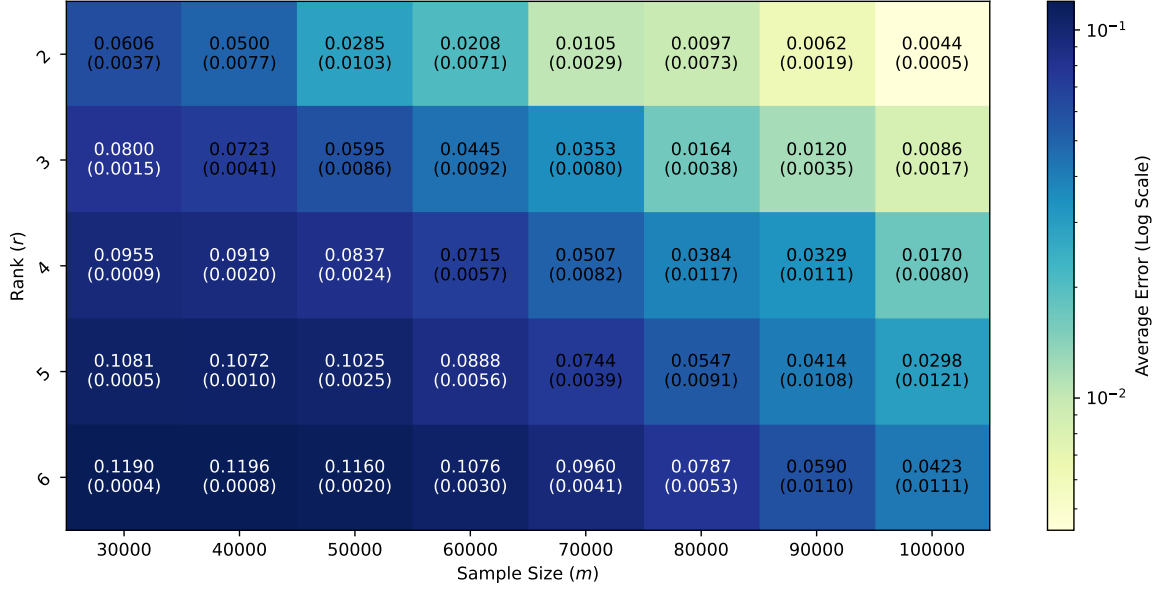 2
0.0606 0.0500 0.0285 0.0208 0.0105 0.0097 0.0062 0.0044
(0.0037) (0.0077) (0.0103) (0.0071) (0.0029) (0.0073) (0.0019) (0.0005)
3
0.0800 0.0723 0.0595 0.0445 0.0353 0.0164 0.0120 0.0086
(0.0015) (0.0041) (0.0086) (0.0092) (0.0080) (0.0038) (0.0035) (0.0017)
4
0.0955 0.0919 0.0837 0.0715 0.0507 0.0384 0.0329 0.0170
(0.0009) (0.0020) (0.0024) (0.0057) (0.0082) (0.0117) (0.0111) (0.0080)
5
0.1081 0.1072 0.1025 0.0888 0.0744 0.0547 0.0414 0.0298
(0.0005) (0.0010) (0.0025) (0.0056) (0.0039) (0.0091) (0.0108) (0.0121)
6
0.1190 0.1196 0.1160 0.1076 0.0960 0.0787 0.0590 0.0423
(0.0004) (0.0008) (0.0020) (0.0030) (0.0041) (0.0053) (0.0110) (0.0111)
Rank (r)
30000 40000 50000 60000 70000 80000 90000 100000
Sample Size (m)
10⁻¹
10⁻²
Average Error (Log Scale)